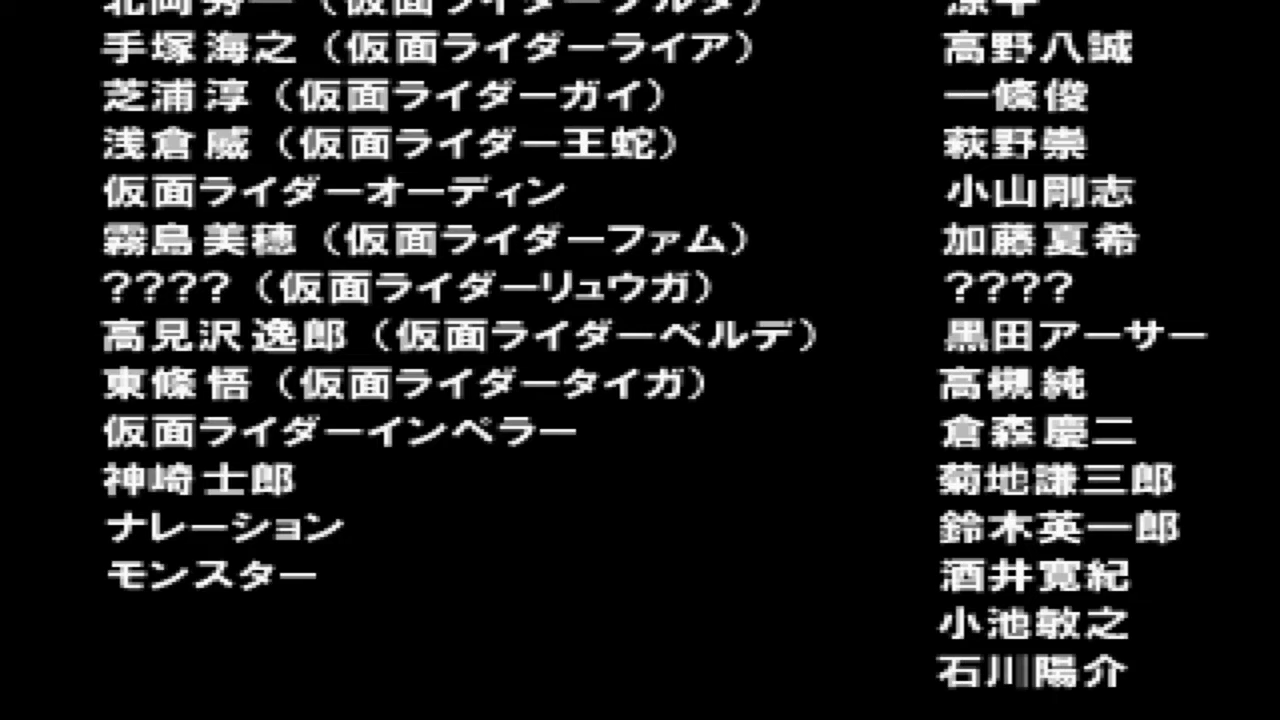 手塚 海之（仮面ライダーライア） 高野八誠
芝浦 淳（仮面ライダーガイ） 一條俊
浅倉 威（仮面ライダー王蛇） 萩野崇
仮面ライダーオーディン 小山剛志
霧島 美穂（仮面ライダーファム） 加藤夏希
????（仮面ライダーリュウガ） ????
高見沢 逸郎（仮面ライダーベルデ） 黒田アーサー
東條 悟（仮面ライダータイガ） 高槻純
仮面ライダーインペラー 倉森慶二
神崎 士郎 菊地謙三郎
ナレーション 鈴木英一郎
モンスター 酒井寛紀
小池敏之
石川陽介